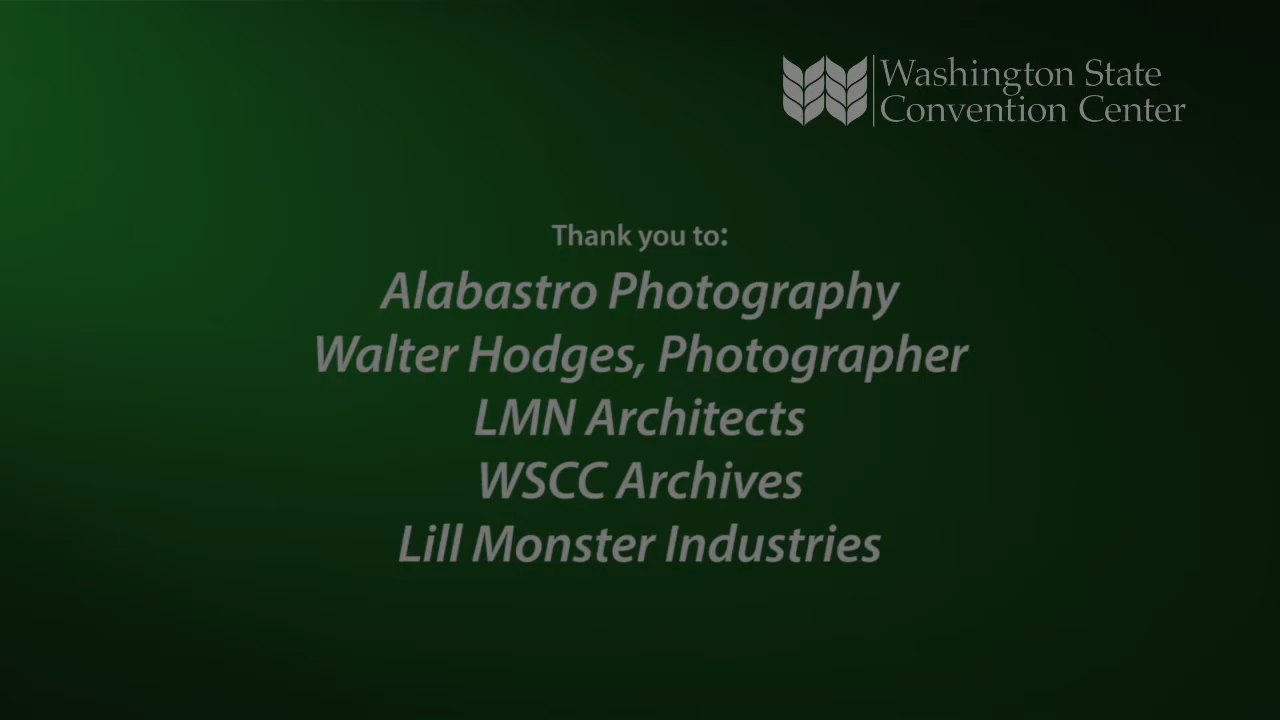 Washington State
Convention Center
Thank you to:
Alabastro Photography
Walter Hodges, Photographer
LMN Architects
WSCC Archives
Lill Monster Industries